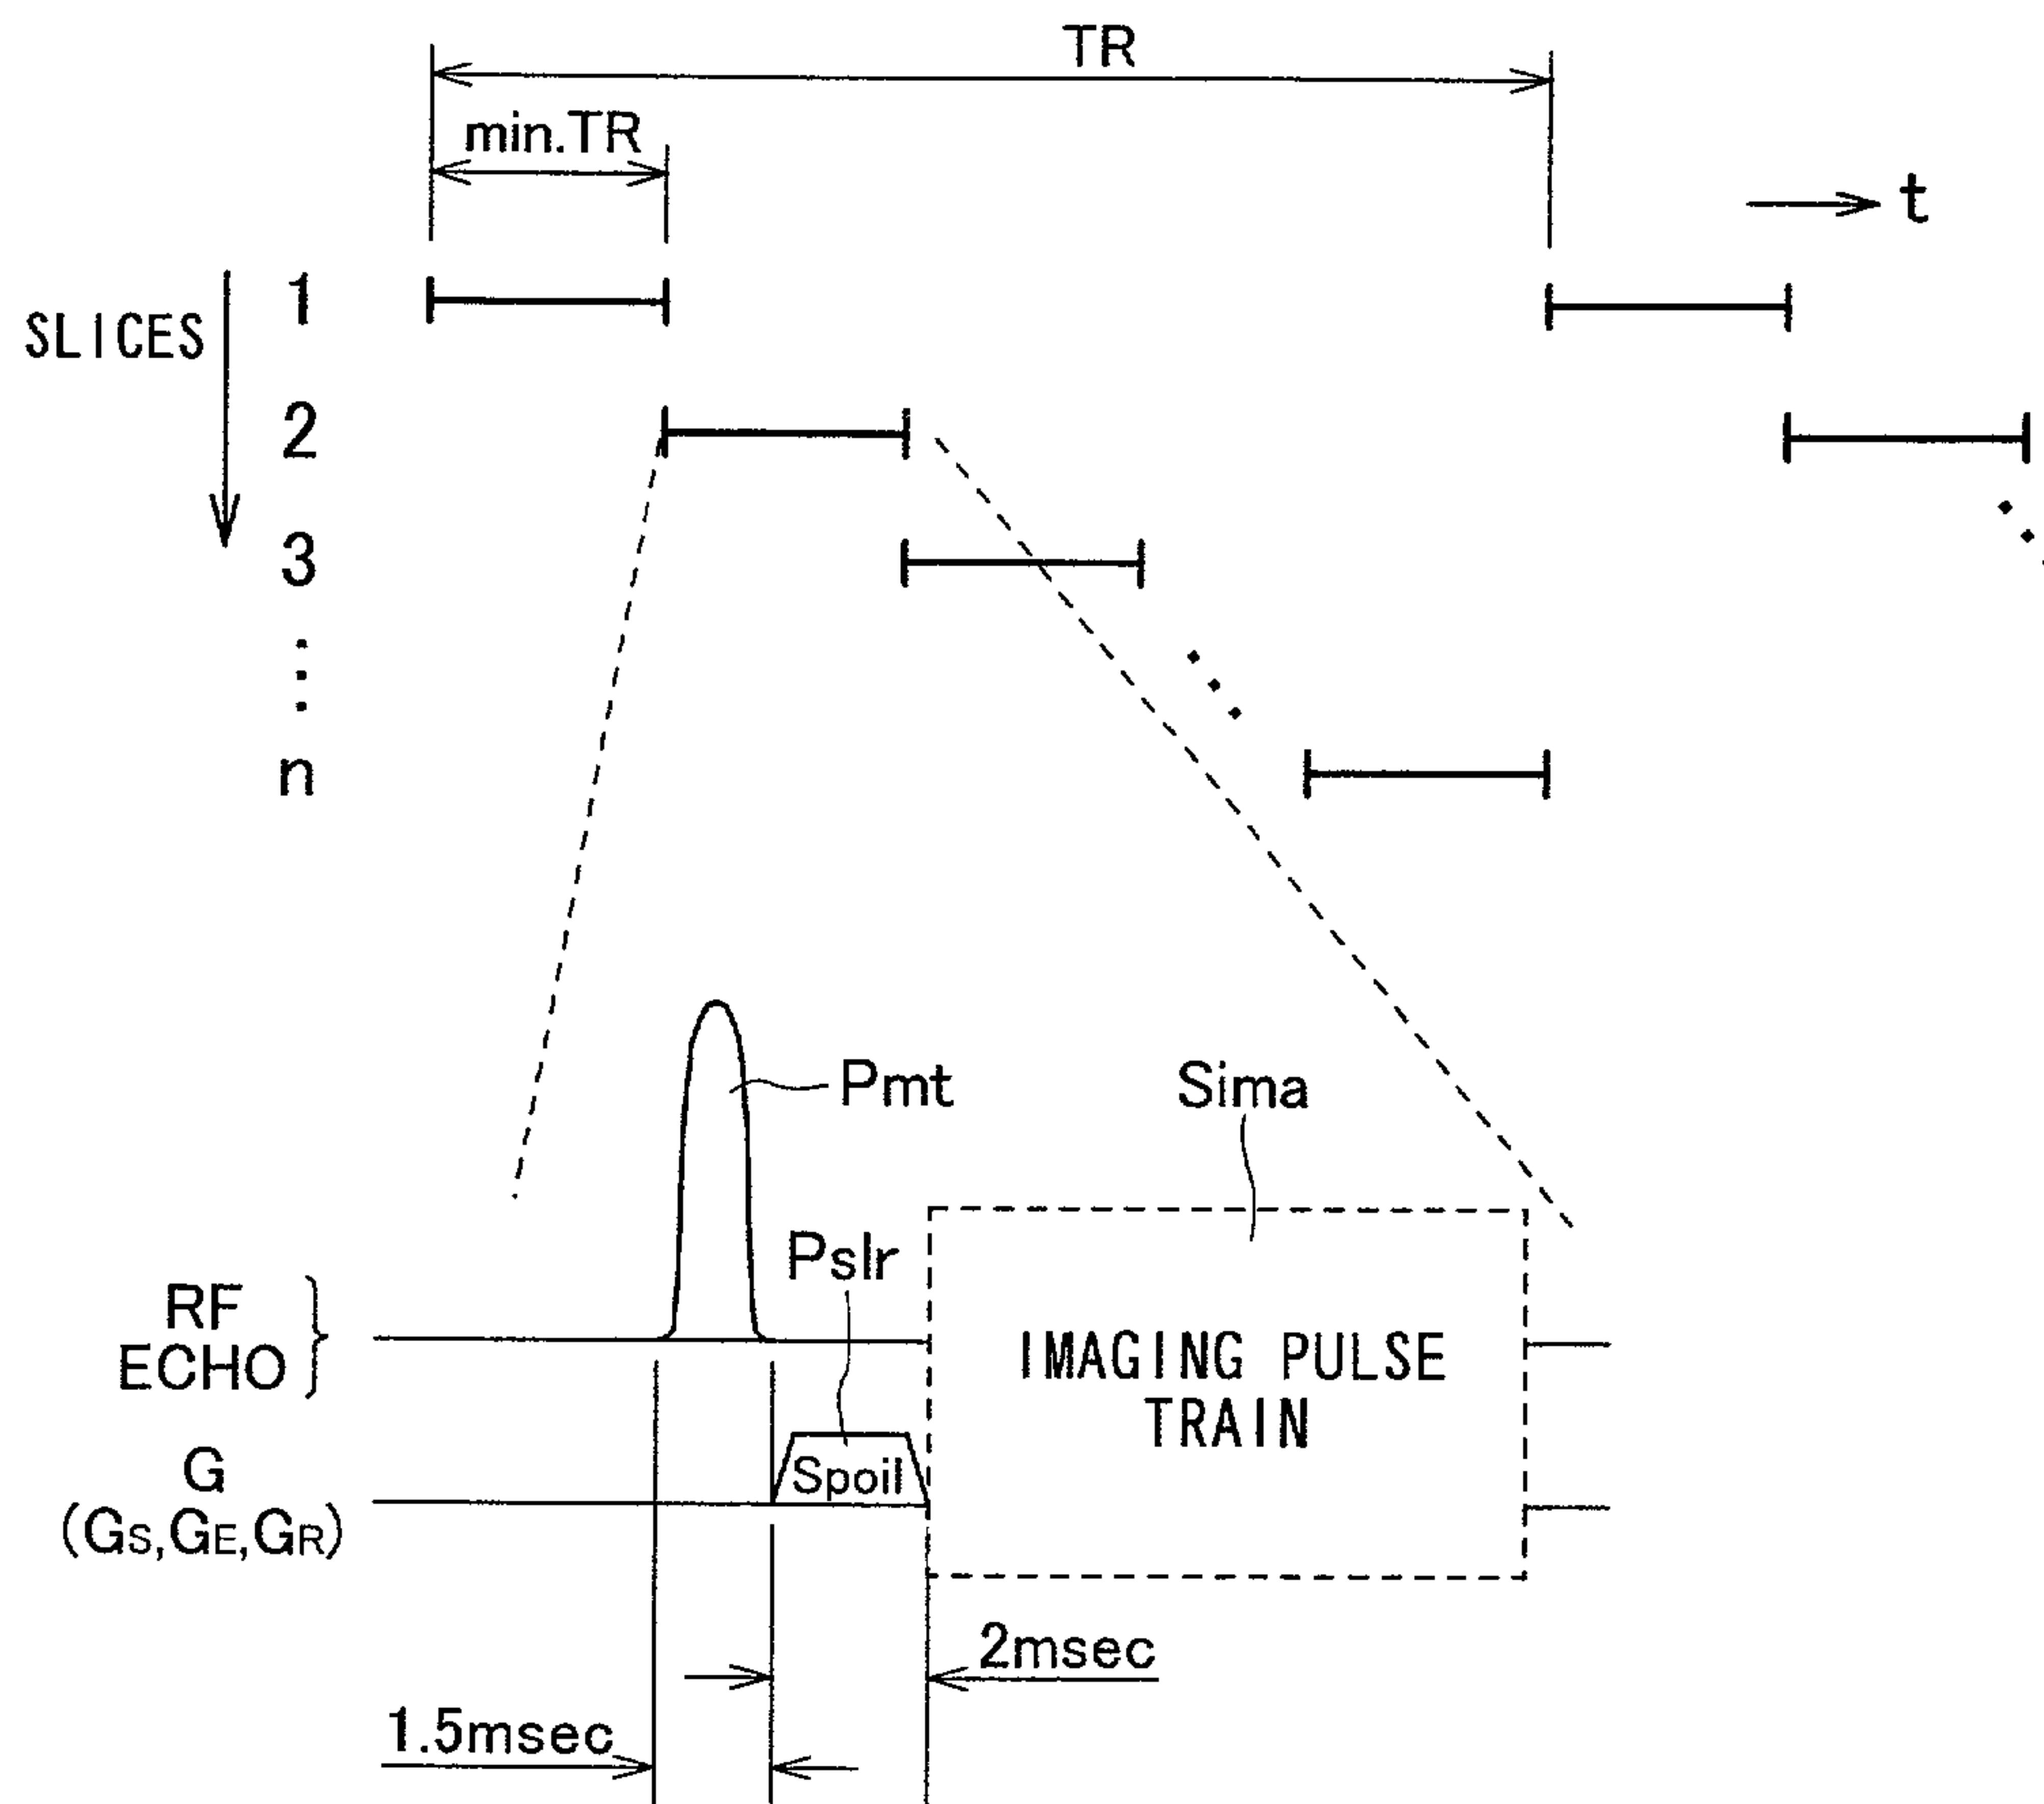 TR
min.TR
t
1
SLICES
2
3
n
Pmt
Sima
Pslr
RF
ECHO
IMAGING PULSE
TRAIN
G
Spoil
(GS,GE,GR)
2msec
1.5msec